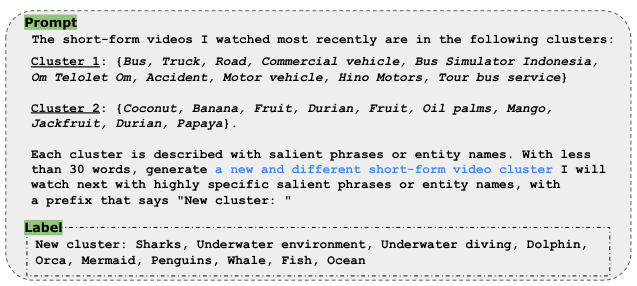 Prompt
The short-form videos I watched most recently are in the following clusters:
Cluster 1: {Bus, Truck, Road, Commercial vehicle, Bus Simulator Indonesia,
Om Telolet Om, Accident, Motor vehicle, Hino Motors, Tour bus service}
Cluster 2: {Coconut, Banana, Fruit, Durian, Fruit, Oil palms, Mango,
Jackfruit, Durian, Papaya}.
Each cluster is described with salient phrases or entity names. With less
than 30 words, generate a new and different short-form video cluster I will
watch next with highly specific salient phrases or entity names, with
a prefix that says "New cluster: "
Label
New cluster: Sharks, Underwater environment, Underwater diving, Dolphin,
Orca, Mermaid, Penguins, Whale, Fish, Ocean